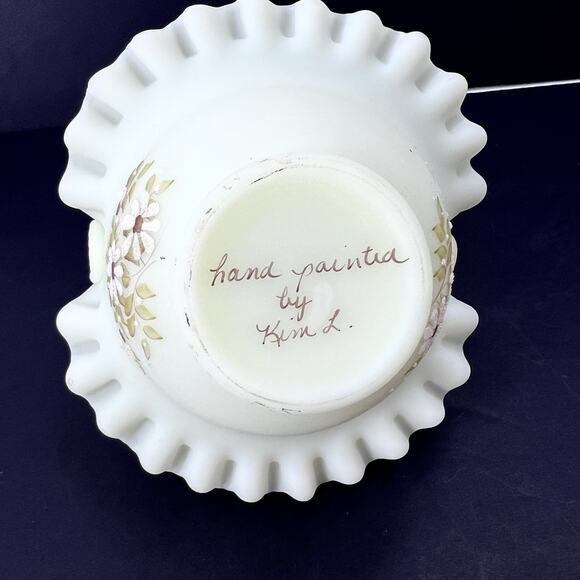 hand painted
by
Kim L.